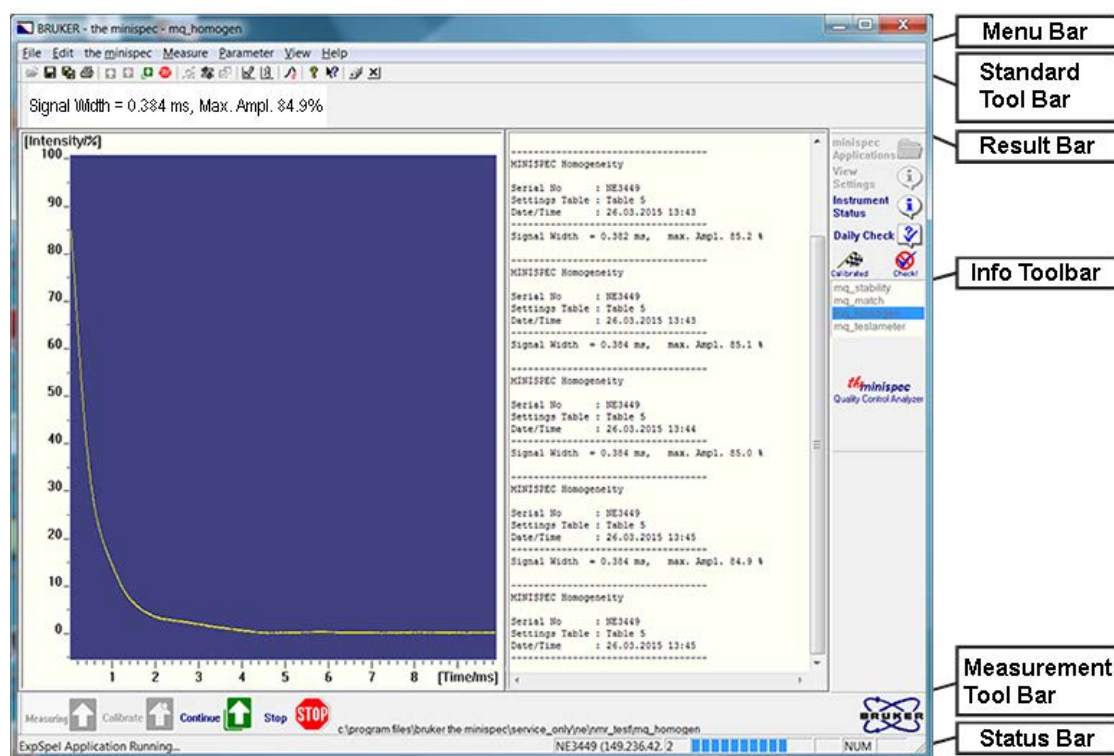 BRUKER - the minispec - mq_homogen
File Edit the minispec Measure Parameter View Help
Signal Width = 0.384 ms, Max. Ampl. 84.9%
[Intensity/%]
100
90
80
70
60
50
40
30
20
10
0
1 2 3 4 5 6 7 8 [Time/ms]
----------------------------------------
MINISPEC Homogeneity
Serial No : NE3449
Settings Table : Table 5
Date/Time : 26.03.2015 13:43
----------------------------------------
Signal Width = 0.382 ms, max. Ampl. 85.2 %
----------------------------------------
MINISPEC Homogeneity
Serial No : NE3449
Settings Table : Table 5
Date/Time : 26.03.2015 13:43
----------------------------------------
Signal Width = 0.384 ms, max. Ampl. 85.1 %
----------------------------------------
MINISPEC Homogeneity
Serial No : NE3449
Settings Table : Table 5
Date/Time : 26.03.2015 13:44
----------------------------------------
Signal Width = 0.384 ms, max. Ampl. 85.0 %
----------------------------------------
MINISPEC Homogeneity
Serial No : NE3449
Settings Table : Table 5
Date/Time : 26.03.2015 13:45
----------------------------------------
Signal Width = 0.384 ms, max. Ampl. 84.9 %
----------------------------------------
MINISPEC Homogeneity
Serial No : NE3449
Settings Table : Table 5
Date/Time : 26.03.2015 13:45
----------------------------------------
minispec
Applications
View
Settings
Instrument
Status
Daily Check
Calibrated Check!
mq_stability
mq_match
mq_homogen
mq_teslameter
the minispec
Quality Control Analyzer
Measuring Calibrate Continue Stop STOP
c:\program files\bruker the minispec\service_only\ne\nmr_test\mq_homogen
BRUKER
ExpSpel Application Running...
NE3449 (149.236.42. 2
NUM
Menu Bar
Standard
Tool Bar
Result Bar
Info Toolbar
Measurement
Tool Bar
Status Bar